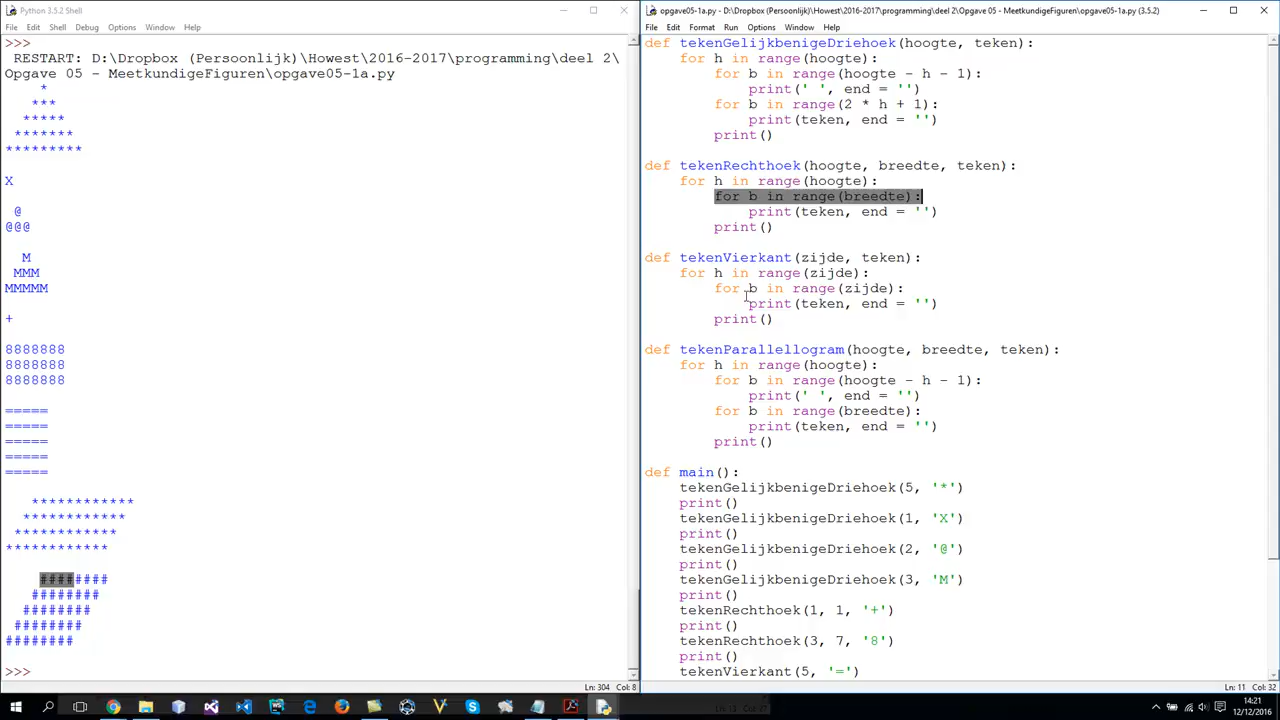 Python 3.5.2 Shell
File Edit Shell Debug Options Window Help
>>>
 RESTART: D:\Dropbox (Persoonlijk)\Howest\2016-2017\programming\deel 2\
Opgave 05 - MeetkundigeFiguren\opgave05-1a.py
    *
   ***
  *****
 *******
*********
X
 @
@@@
  M
 MMM
MMMMM
+
8888888
8888888
8888888
=====
=====
=====
=====
=====
   ************
  ************
 ************
************
    ########
   ########
  ########
 ########
########
>>>
Ln: 304 Col: 8
opgave05-1a.py - D:\Dropbox (Persoonlijk)\Howest\2016-2017\programming\deel 2\Opgave 05 - MeetkundigeFiguren\opgave05-1a.py (3.5.2)
File Edit Format Run Options Window Help
def tekenGelijkbenigeDriehoek(hoogte, teken):
    for h in range(hoogte):
        for b in range(hoogte - h - 1):
            print(' ', end = '')
        for b in range(2 * h + 1):
            print(teken, end = '')
        print()
def tekenRechthoek(hoogte, breedte, teken):
    for h in range(hoogte):
        for b in range(breedte):
            print(teken, end = '')
        print()
def tekenVierkant(zijde, teken):
    for h in range(zijde):
        for b in range(zijde):
            print(teken, end = '')
        print()
def tekenParallellogram(hoogte, breedte, teken):
    for h in range(hoogte):
        for b in range(hoogte - h - 1):
            print(' ', end = '')
        for b in range(breedte):
            print(teken, end = '')
        print()
def main():
    tekenGelijkbenigeDriehoek(5, '*')
    print()
    tekenGelijkbenigeDriehoek(1, 'X')
    print()
    tekenGelijkbenigeDriehoek(2, '@')
    print()
    tekenGelijkbenigeDriehoek(3, 'M')
    print()
    tekenRechthoek(1, 1, '+')
    print()
    tekenRechthoek(3, 7, '8')
    print()
    tekenVierkant(5, '=')
Ln: 11 Col: 32
14:21
12/12/2016